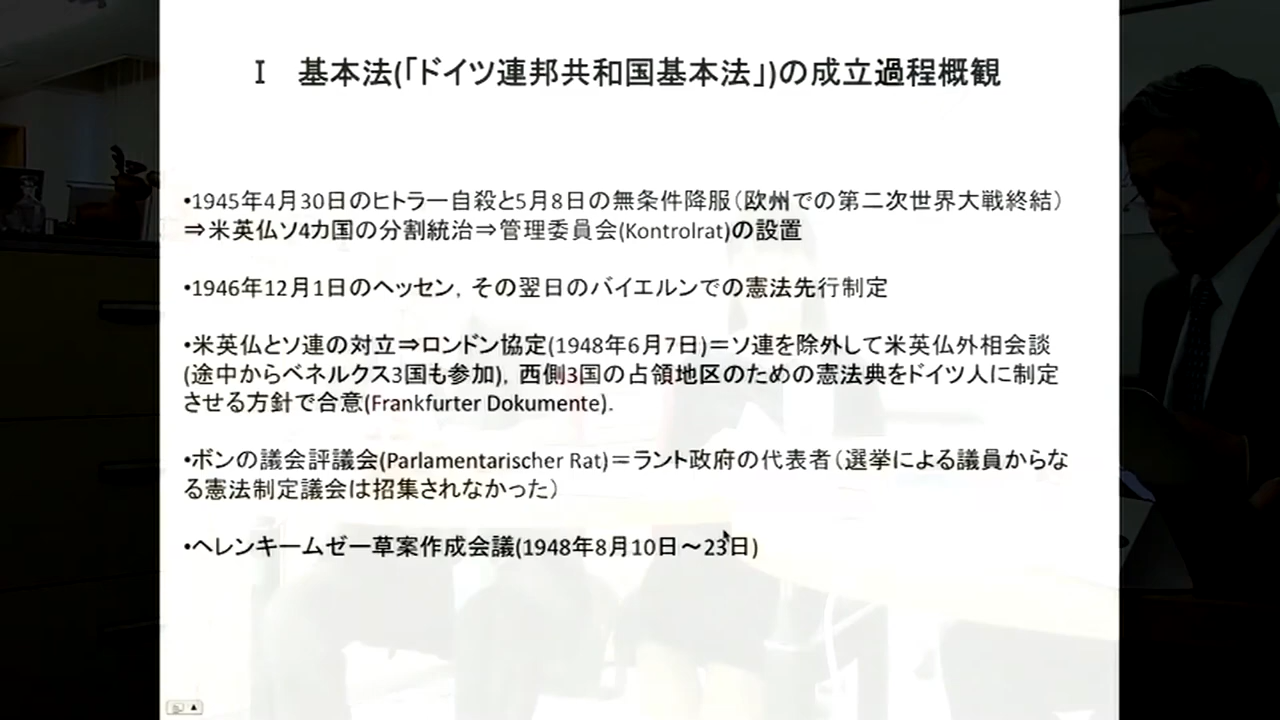 Ⅰ　基本法(「ドイツ連邦共和国基本法」)の成立過程概観
•1945年4月30日のヒトラー自殺と5月8日の無条件降服（欧州での第二次世界大戦終結）
⇒米英仏ソ4カ国の分割統治⇒管理委員会(Kontrolrat)の設置
•1946年12月1日のヘッセン，その翌日のバイエルンでの憲法先行制定
•米英仏とソ連の対立⇒ロンドン協定(1948年6月7日)＝ソ連を除外して米英仏外相会談
(途中からベネルクス3国も参加)，西側3国の占領地区のための憲法典をドイツ人に制定
させる方針で合意(Frankfurter Dokumente).
•ボンの議会評議会(Parlamentarischer Rat)＝ラント政府の代表者（選挙による議員からな
る憲法制定議会は招集されなかった）
•ヘレンキームゼー草案作成会議(1948年8月10日～23日)